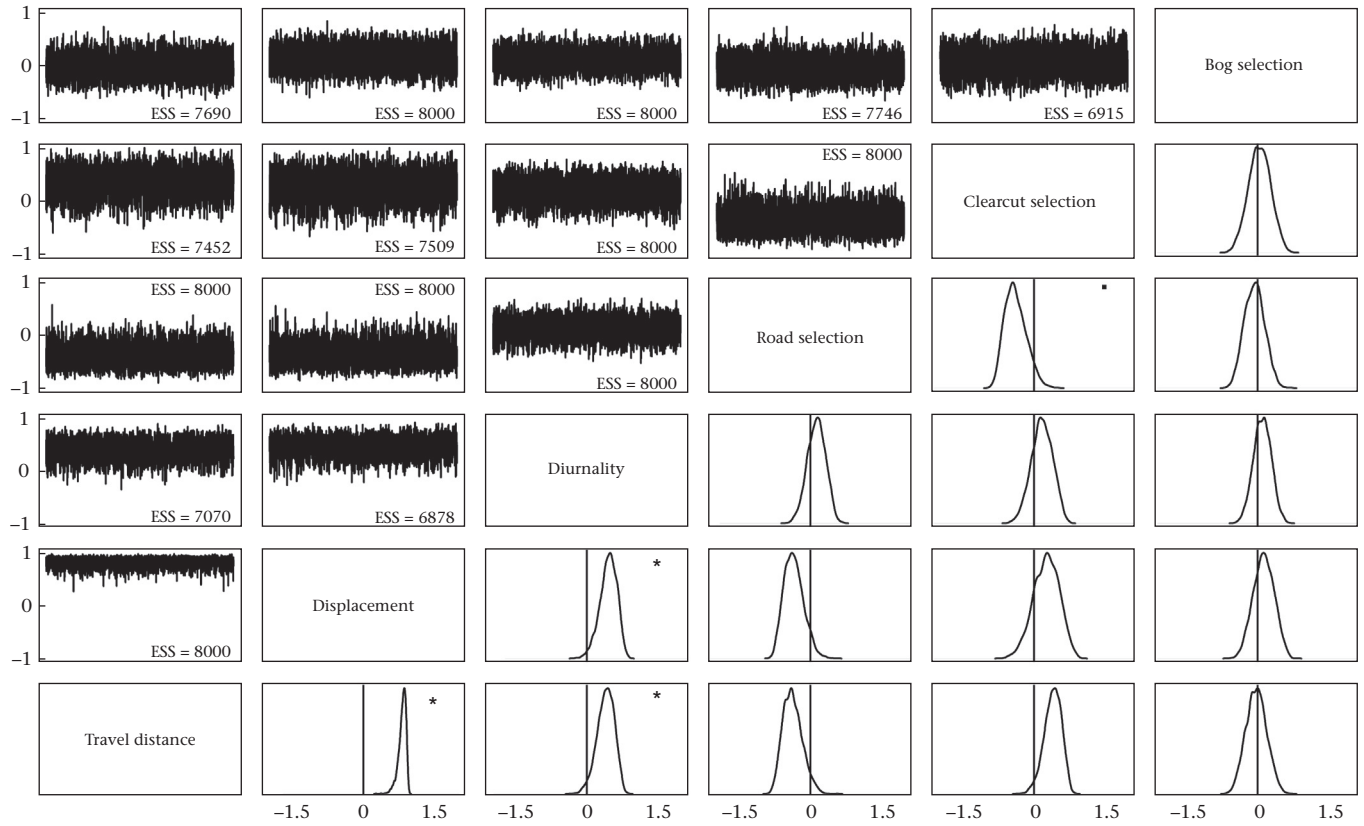 1
0
−1
ESS = 7690
ESS = 8000
ESS = 8000
ESS = 7746
ESS = 6915
Bog selection
1
0
−1
ESS = 7452
ESS = 7509
ESS = 8000
ESS = 8000
Clearcut selection
1
0
−1
ESS = 8000
ESS = 8000
ESS = 8000
Road selection
1
0
−1
ESS = 7070
ESS = 6878
Diurnality
1
0
−1
ESS = 8000
Displacement
*
Travel distance
*
*
−1.5 0 1.5
−1.5 0 1.5
−1.5 0 1.5
−1.5 0 1.5
−1.5 0 1.5